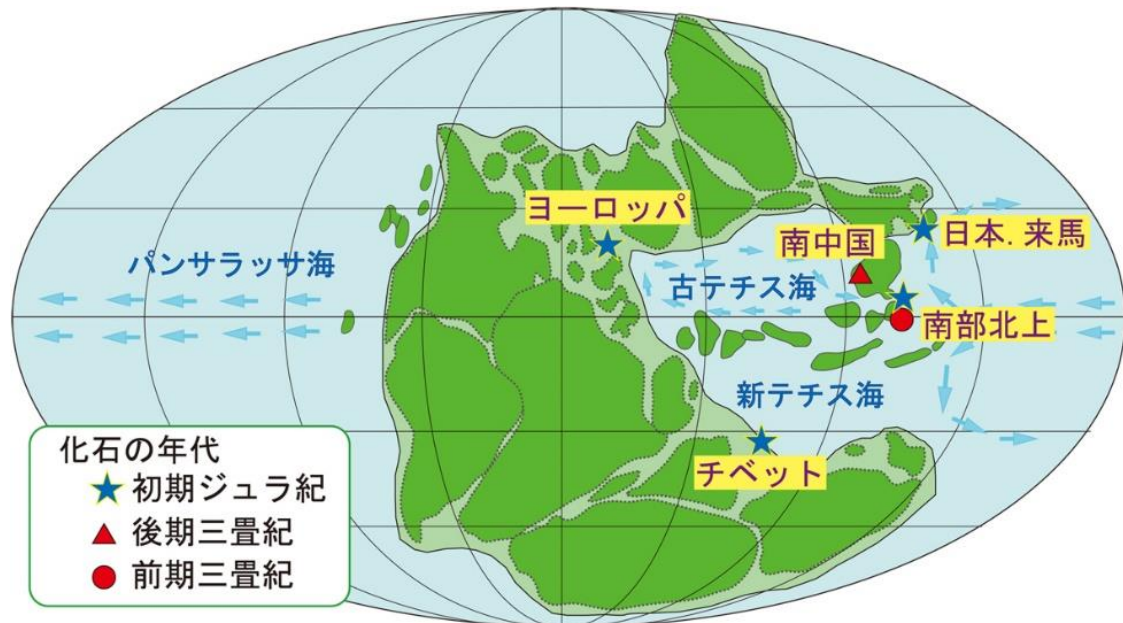 ヨーロッパ
日本.来馬
南中国
パンサラッサ海
古テチス海
南部北上
新テチス海
チベット
化石の年代
初期ジュラ紀
後期三畳紀
前期三畳紀